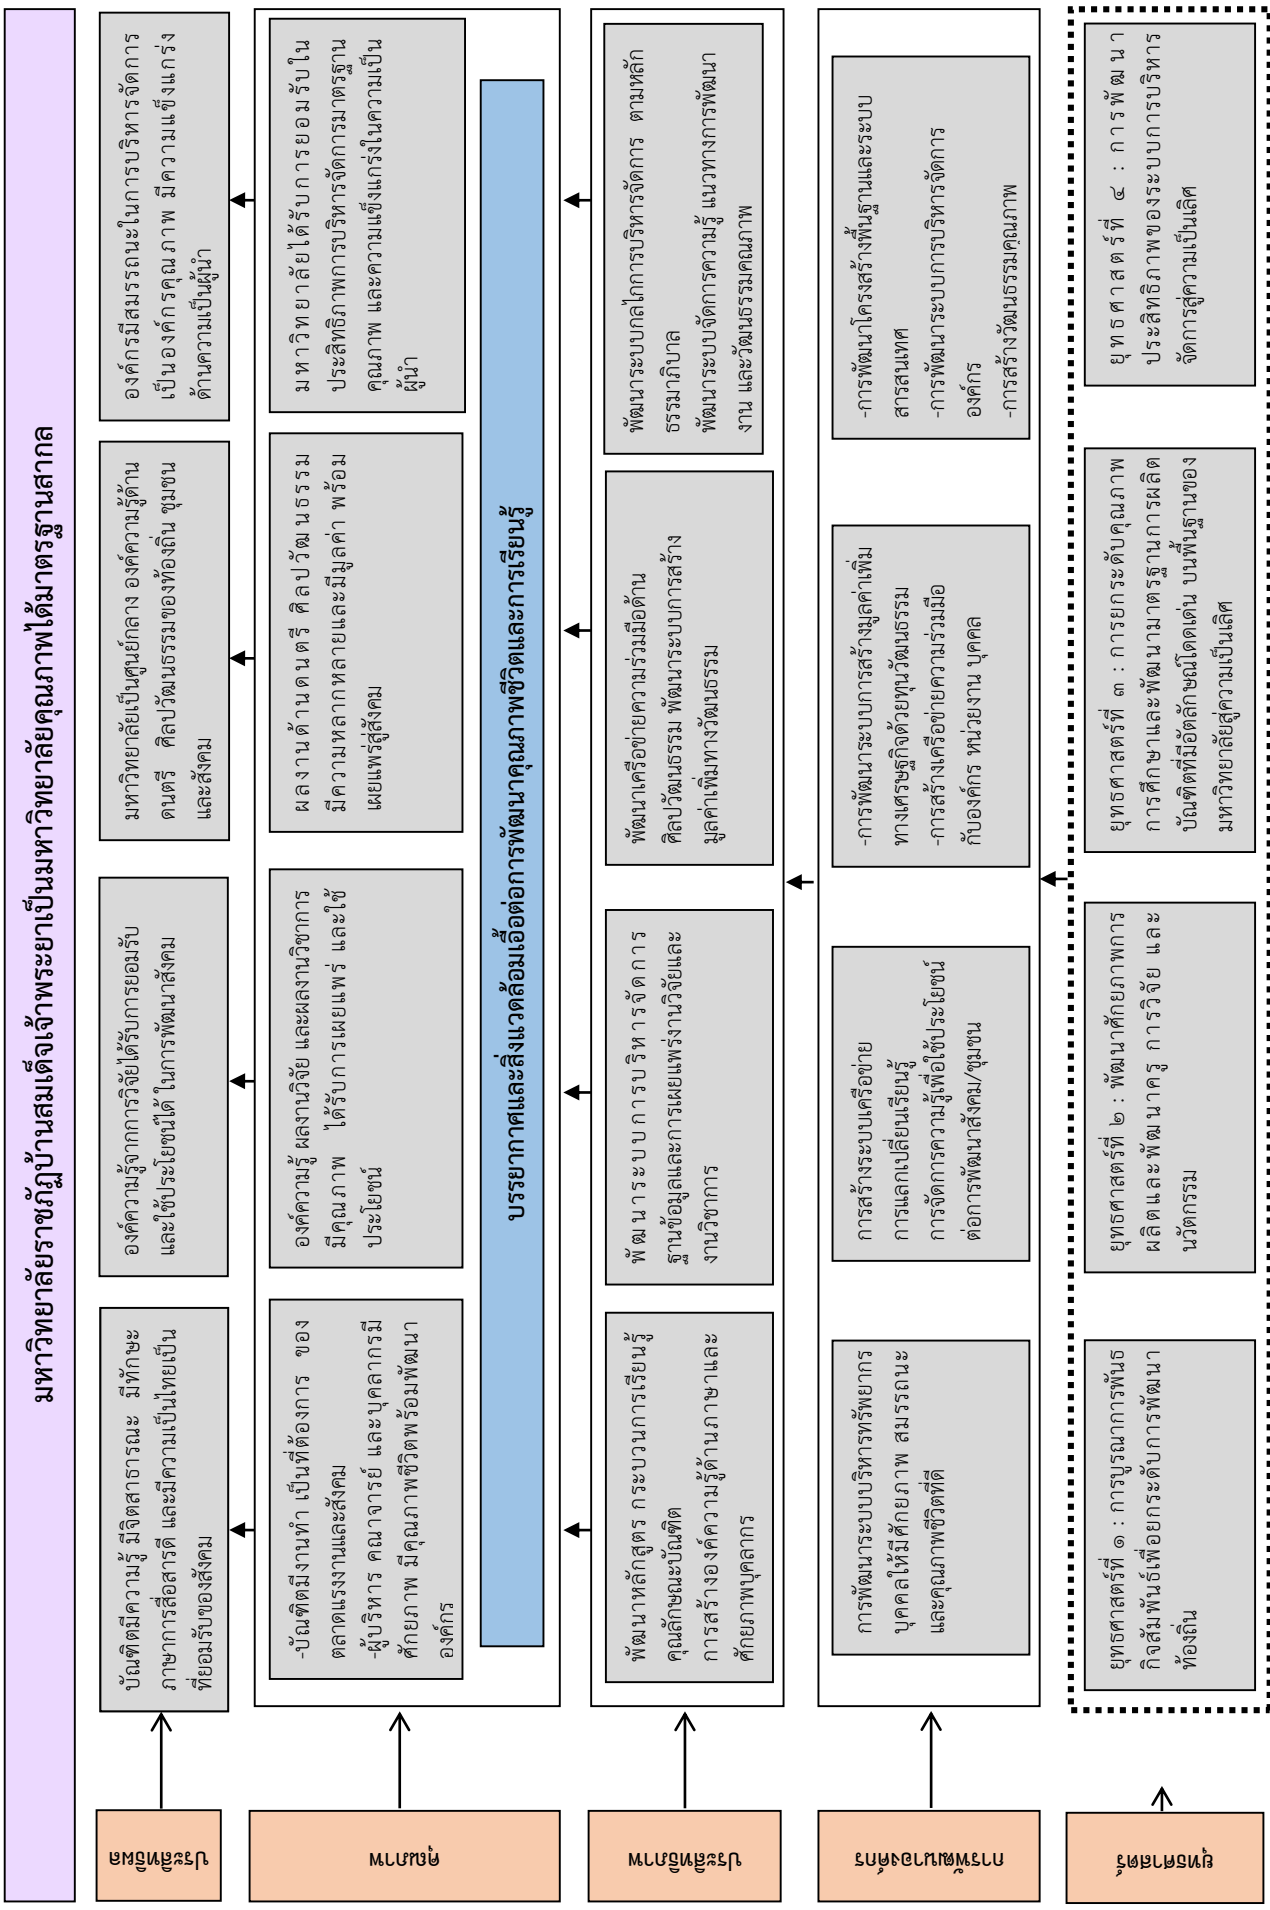 มหาวิทยาลัยราชภัฏบ้านสมเด็จเจ้าพระยาเป็นมหาวิทยาลัยคุณภาพได้มาตรฐานสากล
ประสิทธิผล
บัณฑิตมีความรู้ มีจิตสาธารณะ มีทักษะ
ภาษาการสื่อสารดี และมีความเป็นไทยเป็น
ที่ยอมรับของสังคม
องค์ความรู้จากการวิจัยได้รับการยอมรับ
และใช้ประโยชน์ได้ ในการพัฒนาสังคม
มหาวิทยาลัยเป็นศูนย์กลาง องค์ความรู้ด้าน
ดนตรี ศิลปวัฒนธรรมของท้องถิ่น ชุมชน
และสังคม
องค์กรมีสมรรถนะในการบริหารจัดการ
เป็นองค์กรคุณภาพ มีความแข็งแกร่ง
ด้านความเป็นผู้นำ
คุณภาพ
-บัณฑิตมีงานทำ เป็นที่ต้องการ ของ
ตลาดแรงงานและสังคม
-ผู้บริหาร คณาจารย์ และบุคลากรมี
ศักยภาพ มีคุณภาพชีวิตพร้อมพัฒนา
องค์กร
องค์ความรู้ ผลงานวิจัย และผลงานวิชาการ
มีคุณภาพ ได้รับการเผยแพร่ และใช้
ประโยชน์
ผลงานด้านดนตรี ศิลปวัฒนธรรม
มีความหลากหลายและมีมูลค่า พร้อม
เผยแพร่สู่สังคม
มหาวิทยาลัยได้รับการยอมรับใน
ประสิทธิภาพการบริหารจัดการมาตรฐาน
คุณภาพ และความแข็งแกร่งในความเป็น
ผู้นำ
บรรยากาศและสิ่งแวดล้อมเอื้อต่อการพัฒนาคุณภาพชีวิตและการเรียนรู้
ประสิทธิภาพ
พัฒนาหลักสูตร กระบวนการเรียนรู้
คุณลักษณะบัณฑิต
การสร้างองค์ความรู้ด้านภาษาและ
ศักยภาพบุคลากร
พัฒนาระบบการบริหารจัดการ
ฐานข้อมูลและการเผยแพร่งานวิจัยและ
งานวิชาการ
พัฒนาเครือข่ายความร่วมมือด้าน
ศิลปวัฒนธรรม พัฒนาระบบการสร้าง
มูลค่าเพิ่มทางวัฒนธรรม
พัฒนาระบบกลไกการบริหารจัดการ ตามหลัก
ธรรมาภิบาล
พัฒนาระบบจัดการความรู้ แนวทางการพัฒนา
งาน และวัฒนธรรมคุณภาพ
การพัฒนาองค์กร
การพัฒนาระบบบริหารทรัพยากร
บุคคลให้มีศักยภาพ สมรรถนะ
และคุณภาพชีวิตที่ดี
การสร้างระบบเครือข่าย
การแลกเปลี่ยนเรียนรู้
การจัดการความรู้เพื่อใช้ประโยชน์
ต่อการพัฒนาสังคม/ชุมชน
-การพัฒนาระบบการสร้างมูลค่าเพิ่ม
ทางเศรษฐกิจด้วยทุนวัฒนธรรม
-การสร้างเครือข่ายความร่วมมือ
กับองค์กร หน่วยงาน บุคคล
-การพัฒนาโครงสร้างพื้นฐานและระบบ
สารสนเทศ
-การพัฒนาระบบการบริหารจัดการ
องค์กร
-การสร้างวัฒนธรรมคุณภาพ
ยุทธศาสตร์
ยุทธศาสตร์ที่ ๑ : การบูรณาการพันธ
กิจสัมพันธ์เพื่อยกระดับการพัฒนา
ท้องถิ่น
ยุทธศาสตร์ที่ ๒ : พัฒนาศักยภาพการ
ผลิตและพัฒนาครู การวิจัย และ
นวัตกรรม
ยุทธศาสตร์ที่ ๓ : การยกระดับคุณภาพ
การศึกษาและพัฒนามาตรฐานการผลิต
บัณฑิตที่มีอัตลักษณ์โดดเด่น บนพื้นฐานของ
มหาวิทยาลัยสู่ความเป็นเลิศ
ยุทธศาสตร์ที่ ๔ : การพัฒนา
ประสิทธิภาพของระบบการบริหาร
จัดการสู่ความเป็นเลิศ